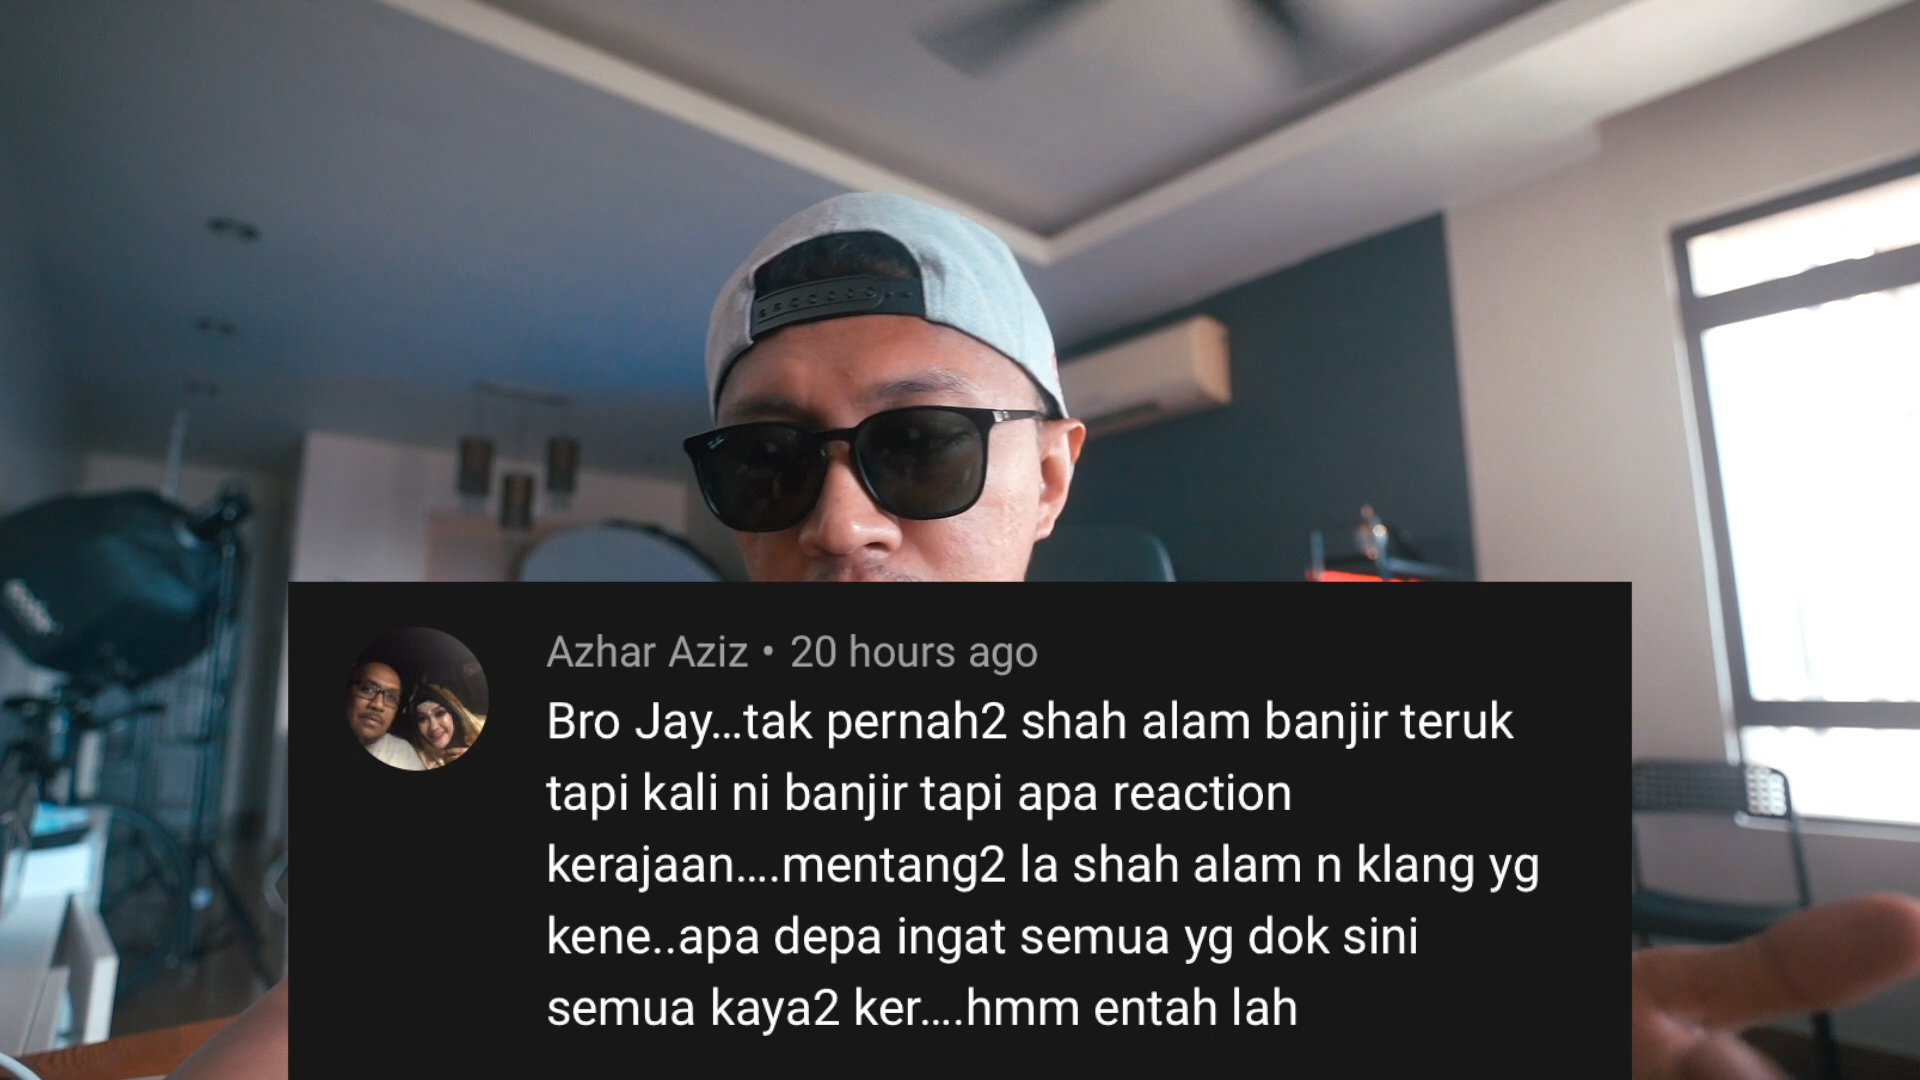 Azhar Aziz • 20 hours ago
Bro Jay...tak pernah2 shah alam banjir teruk
tapi kali ni banjir tapi apa reaction
kerajaan....mentang2 la shah alam n klang yg
kene..apa depa ingat semua yg dok sini
semua kaya2 ker....hmm entah lah